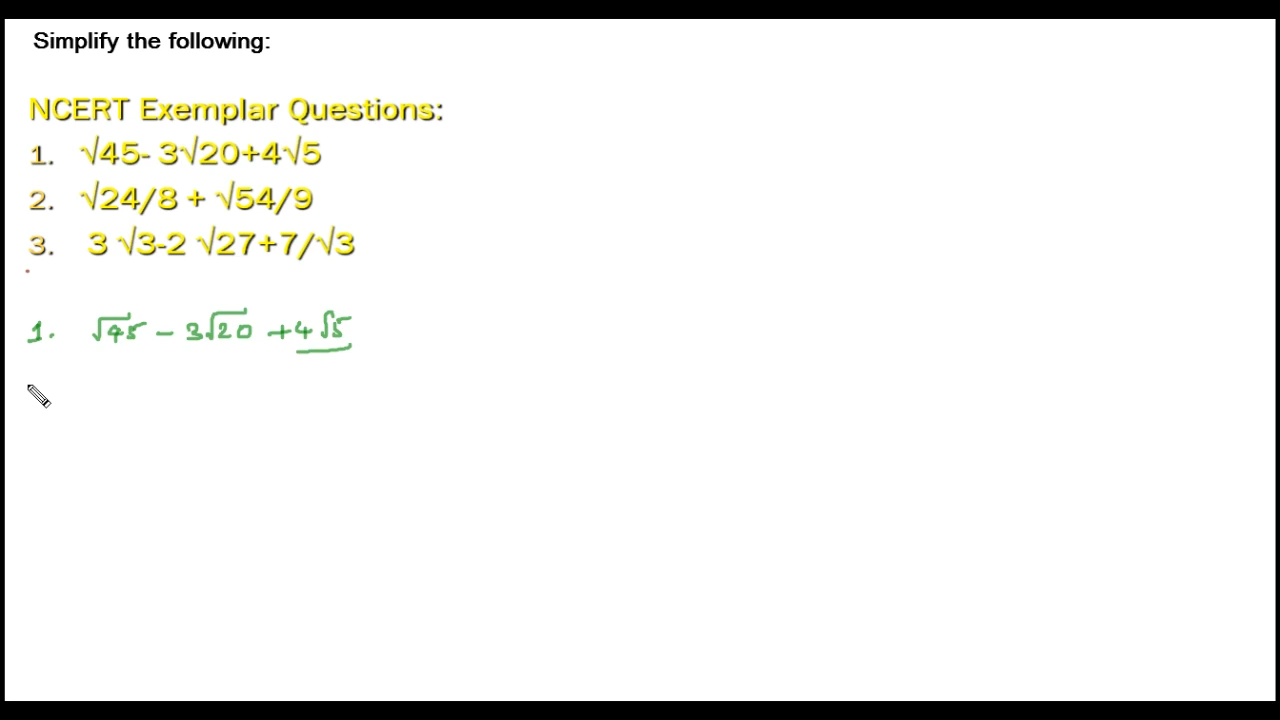 Simplify the following:
NCERT Exemplar Questions:
1. √45- 3√20+4√5
2. √24/8 + √54/9
3. 3 √3-2 √27+7/√3
1. √45 - 3√20 + 4√5